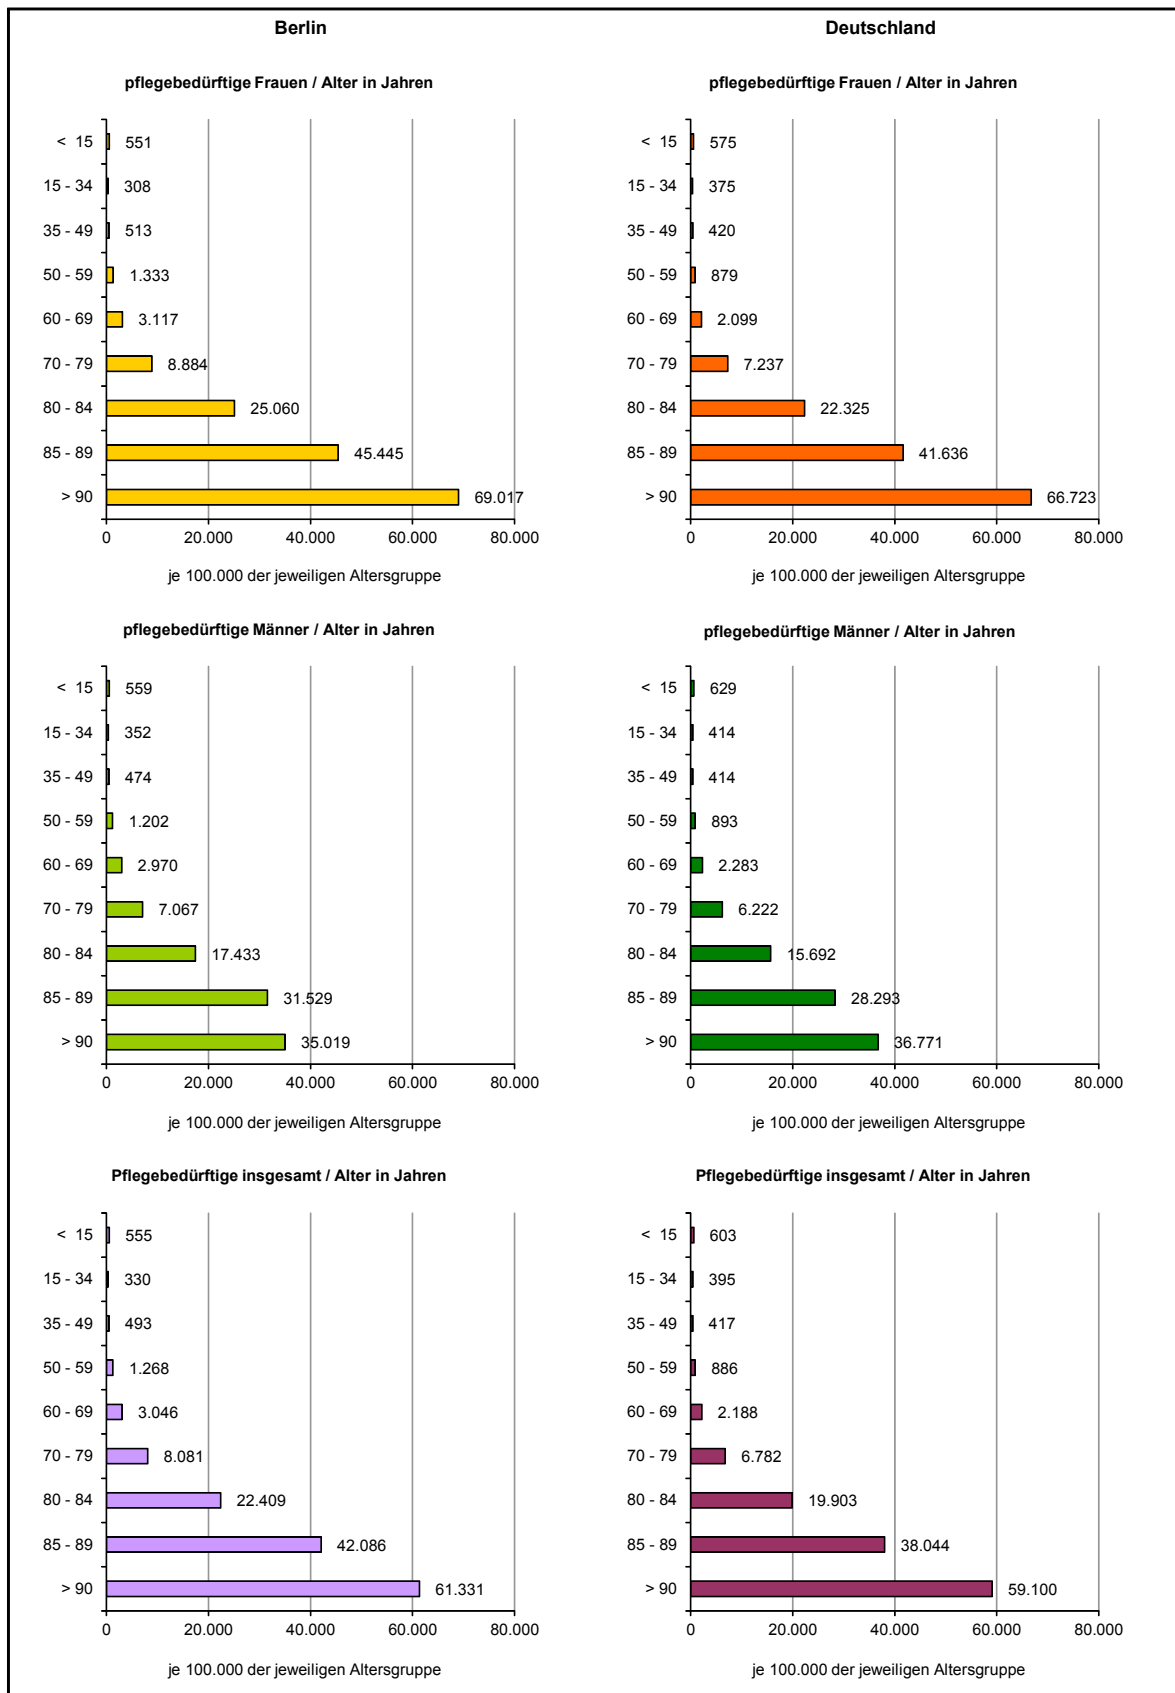 Berlin
Deutschland
pflegebedürftige Frauen / Alter in Jahren
< 15 551
15 - 34 308
35 - 49 513
50 - 59 1.333
60 - 69 3.117
70 - 79 8.884
80 - 84 25.060
85 - 89 45.445
> 90 69.017
0 20.000 40.000 60.000 80.000
je 100.000 der jeweiligen Altersgruppe
pflegebedürftige Frauen / Alter in Jahren
< 15 575
15 - 34 375
35 - 49 420
50 - 59 879
60 - 69 2.099
70 - 79 7.237
80 - 84 22.325
85 - 89 41.636
> 90 66.723
0 20.000 40.000 60.000 80.000
je 100.000 der jeweiligen Altersgruppe
pflegebedürftige Männer / Alter in Jahren
< 15 559
15 - 34 352
35 - 49 474
50 - 59 1.202
60 - 69 2.970
70 - 79 7.067
80 - 84 17.433
85 - 89 31.529
> 90 35.019
0 20.000 40.000 60.000 80.000
je 100.000 der jeweiligen Altersgruppe
pflegebedürftige Männer / Alter in Jahren
< 15 629
15 - 34 414
35 - 49 414
50 - 59 893
60 - 69 2.283
70 - 79 6.222
80 - 84 15.692
85 - 89 28.293
> 90 36.771
0 20.000 40.000 60.000 80.000
je 100.000 der jeweiligen Altersgruppe
Pflegebedürftige insgesamt / Alter in Jahren
< 15 555
15 - 34 330
35 - 49 493
50 - 59 1.268
60 - 69 3.046
70 - 79 8.081
80 - 84 22.409
85 - 89 42.086
> 90 61.331
0 20.000 40.000 60.000 80.000
je 100.000 der jeweiligen Altersgruppe
Pflegebedürftige insgesamt / Alter in Jahren
< 15 603
15 - 34 395
35 - 49 417
50 - 59 886
60 - 69 2.188
70 - 79 6.782
80 - 84 19.903
85 - 89 38.044
> 90 59.100
0 20.000 40.000 60.000 80.000
je 100.000 der jeweiligen Altersgruppe